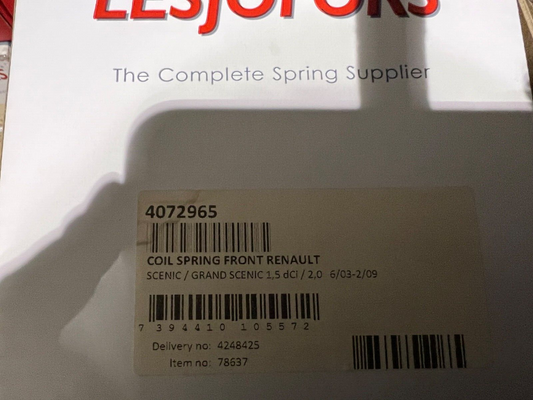 LESJÖFORS
The Complete Spring Supplier
4072965
COIL SPRING FRONT RENAULT
SCENIC / GRAND SCENIC 1,5 dCI / 2,0 6/03-2/09
7 394410 105572
Delivery no: 4248425
Item no: 78637